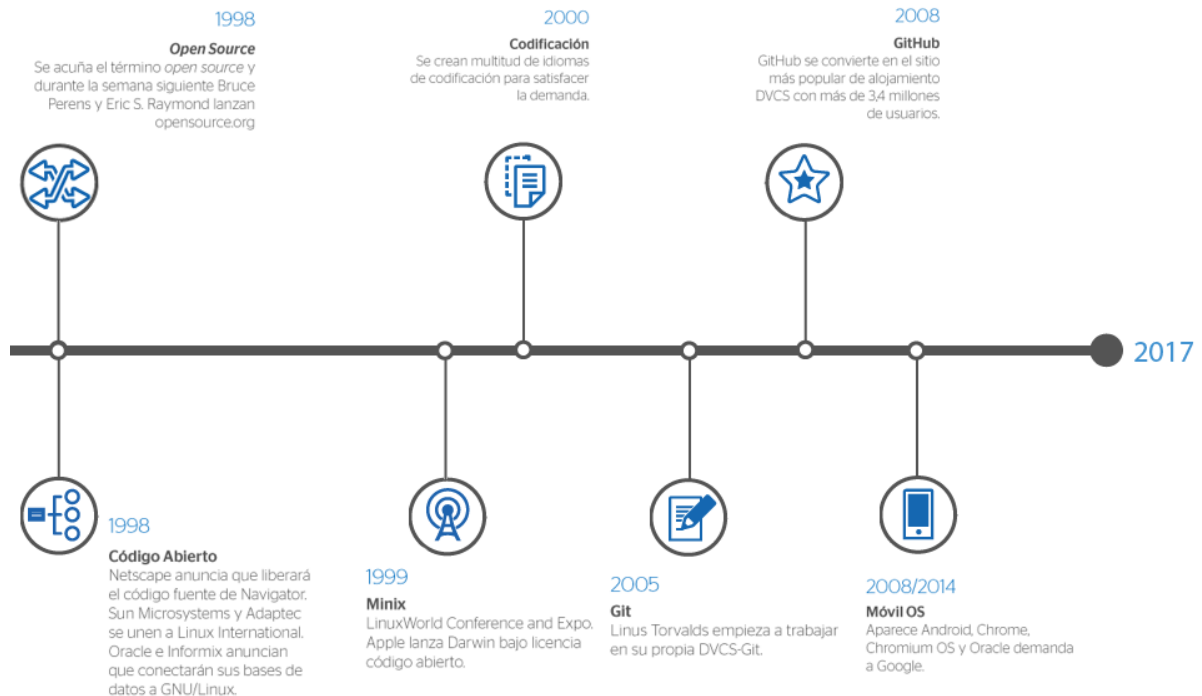 1998
Open Source
Se acuña el término open source y
durante la semana siguiente Bruce
Perens y Eric S. Raymond lanzan
opensource.org
2000
Codificación
Se crean multitud de idiomas
de codificación para satisfacer
la demanda.
2008
GitHub
GitHub se convierte en el sitio
más popular de alojamiento
DVCS con más de 3,4 millones
de usuarios.
2017
1998
Código Abierto
Netscape anuncia que liberará
el código fuente de Navigator.
Sun Microsystems y Adaptec
se unen a Linux International.
Oracle e Informix anuncian
que conectarán sus bases de
datos a GNU/Linux.
1999
Minix
LinuxWorld Conference and Expo.
Apple lanza Darwin bajo licencia
código abierto.
2005
Git
Linus Torvalds empieza a trabajar
en su propia DVCS-Git.
2008/2014
Móvil OS
Aparece Android, Chrome,
Chromium OS y Oracle demanda
a Google.